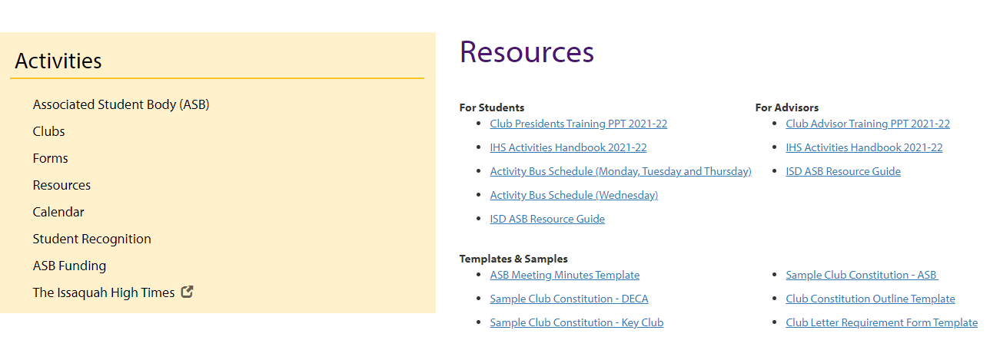 Activities
Associated Student Body (ASB)
Clubs
Forms
Resources
Calendar
Student Recognition
ASB Funding
The Issaquah High Times
Resources
For Students
Club Presidents Training PPT 2021-22
IHS Activities Handbook 2021-22
Activity Bus Schedule (Monday, Tuesday and Thursday)
Activity Bus Schedule (Wednesday)
ISD ASB Resource Guide
For Advisors
Club Advisor Training PPT 2021-22
IHS Activities Handbook 2021-22
ISD ASB Resource Guide
Templates & Samples
ASB Meeting Minutes Template
Sample Club Constitution - DECA
Sample Club Constitution - Key Club
Sample Club Constitution - ASB
Club Constitution Outline Template
Club Letter Requirement Form Template